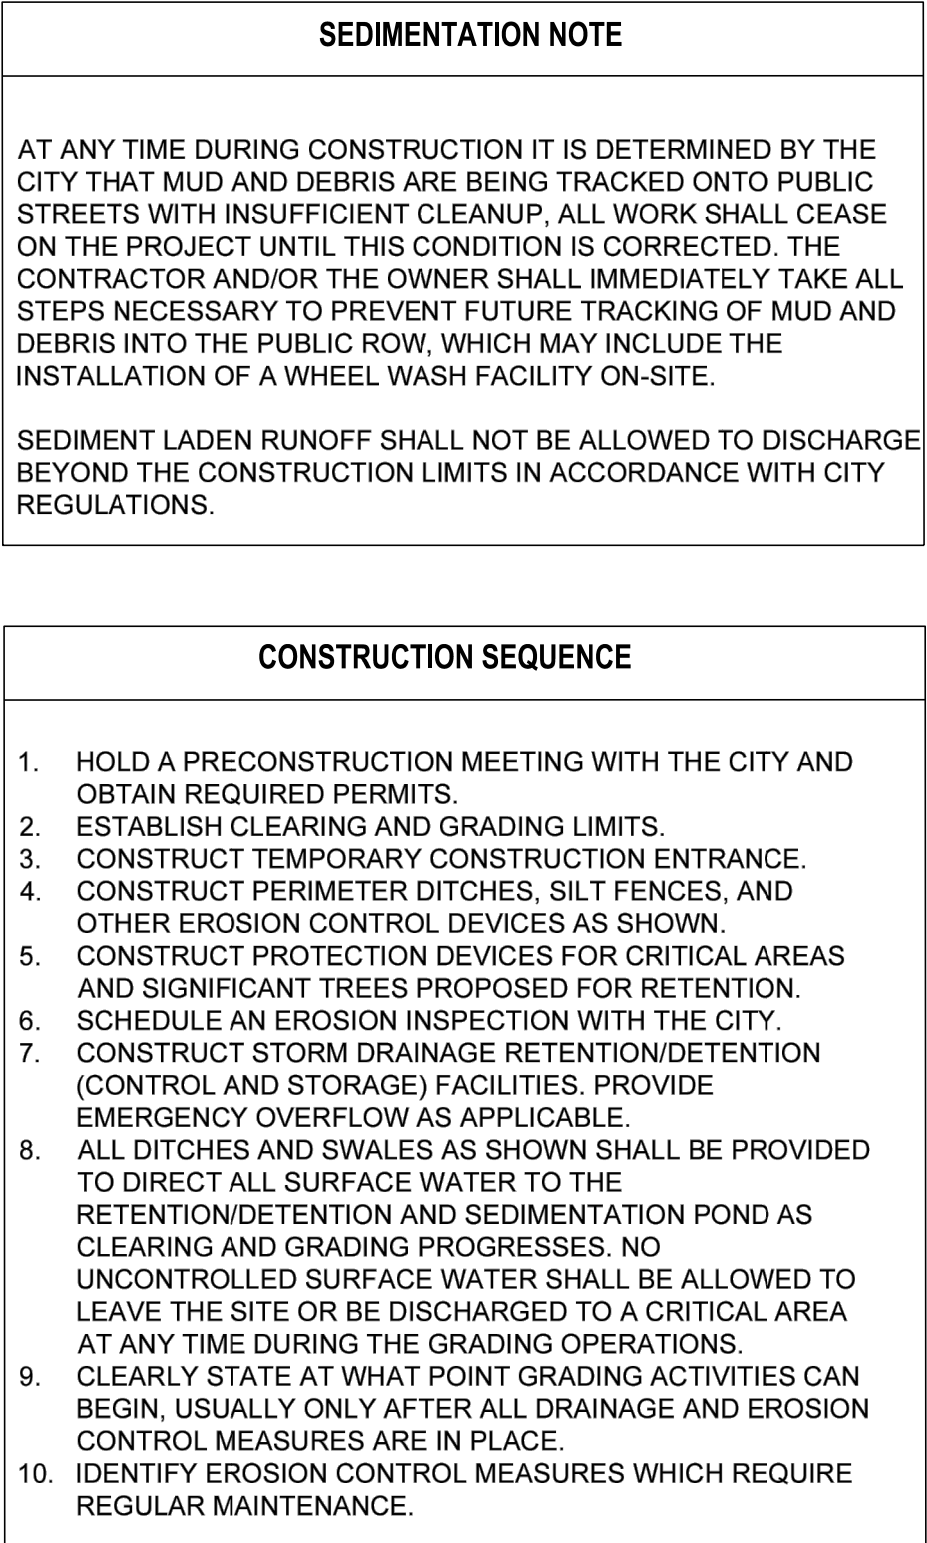 SEDIMENTATION NOTE
AT ANY TIME DURING CONSTRUCTION IT IS DETERMINED BY THE
CITY THAT MUD AND DEBRIS ARE BEING TRACKED ONTO PUBLIC
STREETS WITH INSUFFICIENT CLEANUP, ALL WORK SHALL CEASE
ON THE PROJECT UNTIL THIS CONDITION IS CORRECTED. THE
CONTRACTOR AND/OR THE OWNER SHALL IMMEDIATELY TAKE ALL
STEPS NECESSARY TO PREVENT FUTURE TRACKING OF MUD AND
DEBRIS INTO THE PUBLIC ROW, WHICH MAY INCLUDE THE
INSTALLATION OF A WHEEL WASH FACILITY ON-SITE.
SEDIMENT LADEN RUNOFF SHALL NOT BE ALLOWED TO DISCHARGE
BEYOND THE CONSTRUCTION LIMITS IN ACCORDANCE WITH CITY
REGULATIONS.
CONSTRUCTION SEQUENCE
1. HOLD A PRECONSTRUCTION MEETING WITH THE CITY AND
OBTAIN REQUIRED PERMITS.
2. ESTABLISH CLEARING AND GRADING LIMITS.
3. CONSTRUCT TEMPORARY CONSTRUCTION ENTRANCE.
4. CONSTRUCT PERIMETER DITCHES, SILT FENCES, AND
OTHER EROSION CONTROL DEVICES AS SHOWN.
5. CONSTRUCT PROTECTION DEVICES FOR CRITICAL AREAS
AND SIGNIFICANT TREES PROPOSED FOR RETENTION.
6. SCHEDULE AN EROSION INSPECTION WITH THE CITY.
7. CONSTRUCT STORM DRAINAGE RETENTION/DETENTION
(CONTROL AND STORAGE) FACILITIES. PROVIDE
EMERGENCY OVERFLOW AS APPLICABLE.
8. ALL DITCHES AND SWALES AS SHOWN SHALL BE PROVIDED
TO DIRECT ALL SURFACE WATER TO THE
RETENTION/DETENTION AND SEDIMENTATION POND AS
CLEARING AND GRADING PROGRESSES. NO
UNCONTROLLED SURFACE WATER SHALL BE ALLOWED TO
LEAVE THE SITE OR BE DISCHARGED TO A CRITICAL AREA
AT ANY TIME DURING THE GRADING OPERATIONS.
9. CLEARLY STATE AT WHAT POINT GRADING ACTIVITIES CAN
BEGIN, USUALLY ONLY AFTER ALL DRAINAGE AND EROSION
CONTROL MEASURES ARE IN PLACE.
10. IDENTIFY EROSION CONTROL MEASURES WHICH REQUIRE
REGULAR MAINTENANCE.